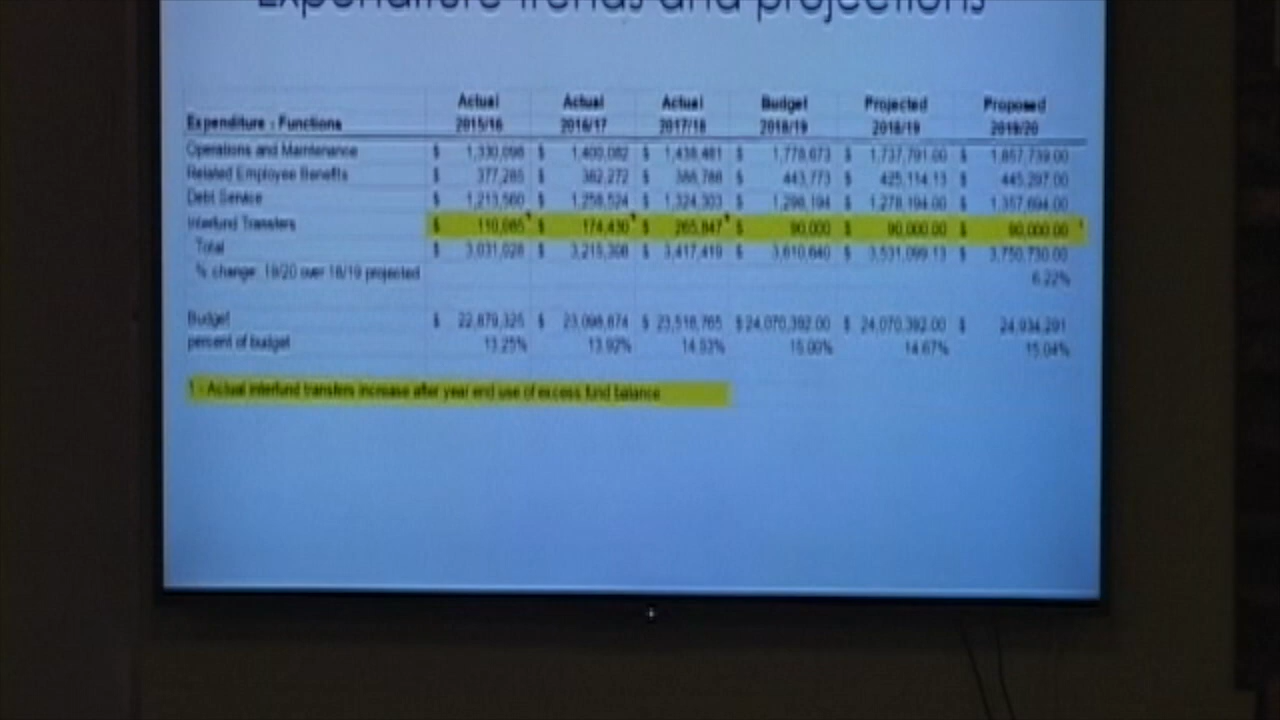 Expenditure trends and projections
Actual Actual Actual Budget Projected Proposed
Expenditure - Functions 2015/16 2016/17 2017/18 2018/19 2018/19 2019/20
Operations and Maintenance $ 1,330,098 $ 1,400,082 $ 1,438,481 $ 1,778,673 $ 1,737,791.00 $ 1,857,739.00
Related Employee Benefits $ 377,285 $ 382,272 $ 388,788 $ 443,773 $ 425,114.13 $ 445,297.00
Debt Service $ 1,213,560 $ 1,258,524 $ 1,324,303 $ 1,298,194 $ 1,278,194.00 $ 1,357,694.00
Interfund Transfers $ 110,085 $ 174,430 $ 265,847 $ 90,000 $ 90,000.00 $ 90,000.00
Total $ 3,031,028 $ 3,215,308 $ 3,417,419 $ 3,610,640 $ 3,531,099.13 $ 3,750,730.00
% change: 19/20 over 18/19 projected 6.22%
Budget $ 22,879,325 $ 23,098,874 $ 23,518,765 $ 24,070,392.00 $ 24,070,392.00 $ 24,934,291
percent of budget 13.25% 13.92% 14.53% 15.00% 14.67% 15.04%
1 - Actual interfund transfers increase after year end use of excess fund balance